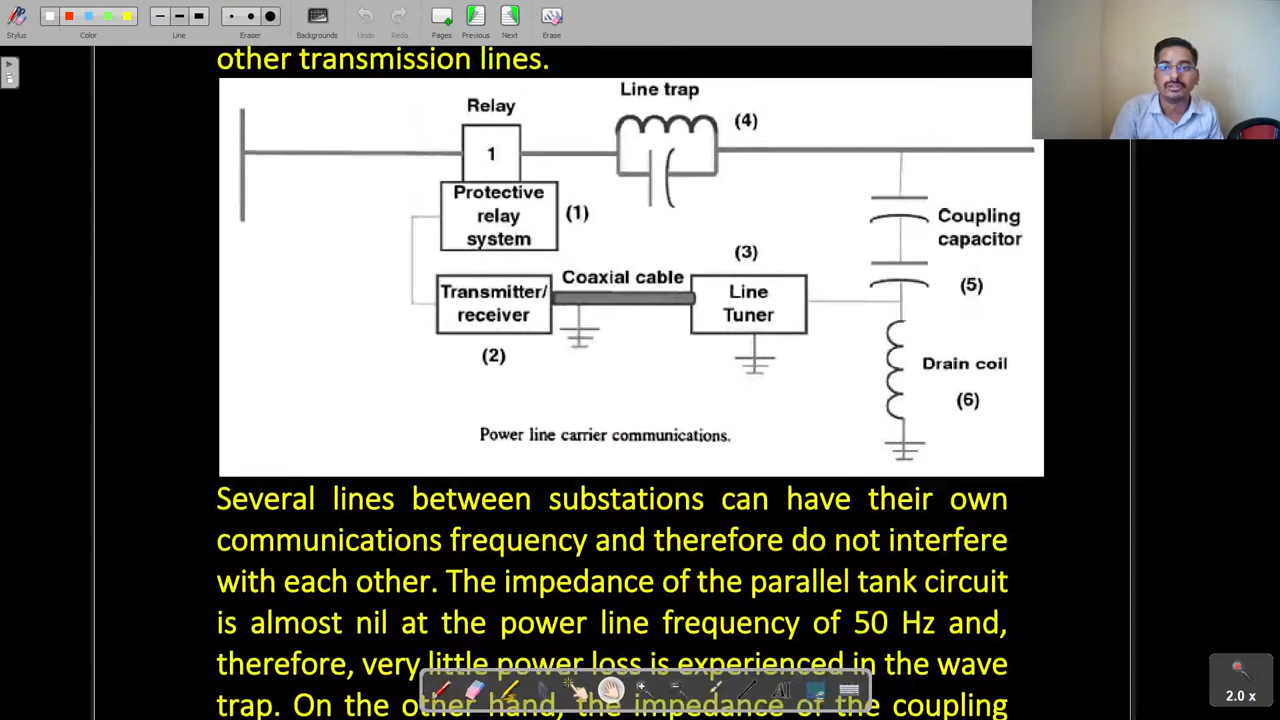 Stylus
Color
Line
Eraser
Backgrounds
Undo
Redo
Pages
Previous
Next
Erase
other transmission lines.
Line trap
Relay
(4)
1
Protective
relay
system
(1)
Coupling
capacitor
(3)
Coaxial cable
Transmitter/
receiver
Line
Tuner
(5)
(2)
Drain coil
(6)
Power line carrier communications.
Several lines between substations can have their own
communications frequency and therefore do not interfere
with each other. The impedance of the parallel tank circuit
is almost nil at the power line frequency of 50 Hz and,
therefore, very little power loss is experienced in the wave
trap. On the other hand, the impedance of the coupling
2.0 x